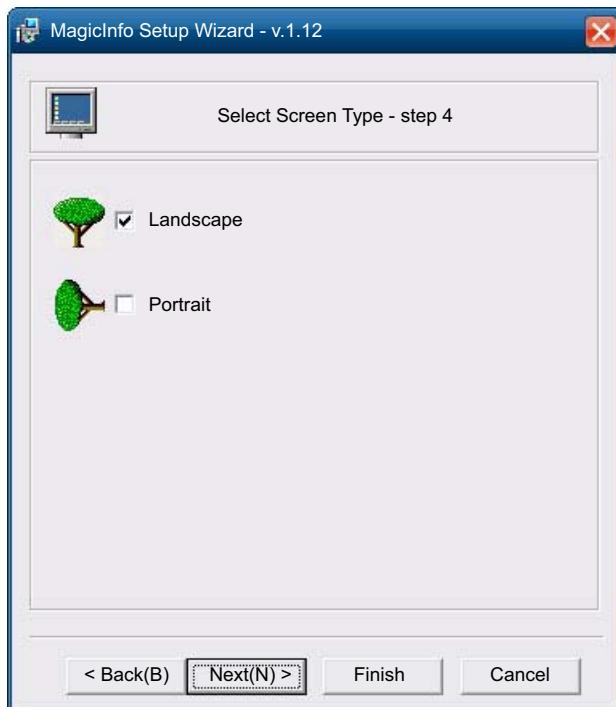 MagicInfo Setup Wizard - v.1.12
Select Screen Type - step 4
Landscape
Portrait
< Back(B) Next(N) > Finish Cancel